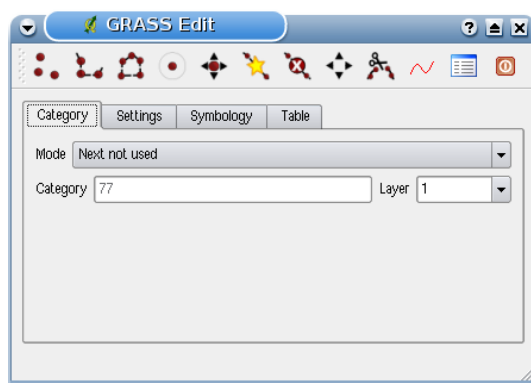 GRASS Edit
Category Settings Symbology Table
Mode Next not used
Category 77 Layer 1